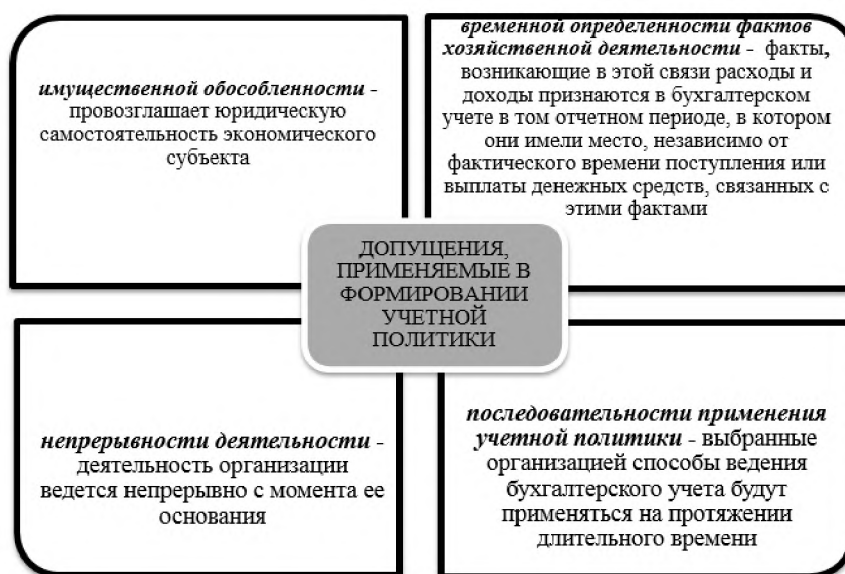 имущественной обособленности -
провозглашает юридическую
самостоятельность экономического
субъекта
временной определенности фактов
хозяйственной деятельности - факты,
возникающие в этой связи расходы и
доходы признаются в бухгалтерском
учете в том отчетном периоде, в котором
они имели место, независимо от
фактического времени поступления или
выплаты денежных средств, связанных с
этими фактами
ДОПУЩЕНИЯ,
ПРИМЕНЯЕМЫЕ В
ФОРМИРОВАНИИ
УЧЕТНОЙ
ПОЛИТИКИ
непрерывности деятельности -
деятельность организации
ведется непрерывно с момента ее
основания
последовательности применения
учетной политики - выбранные
организацией способы ведения
бухгалтерского учета будут
применяться на протяжении
длительного времени